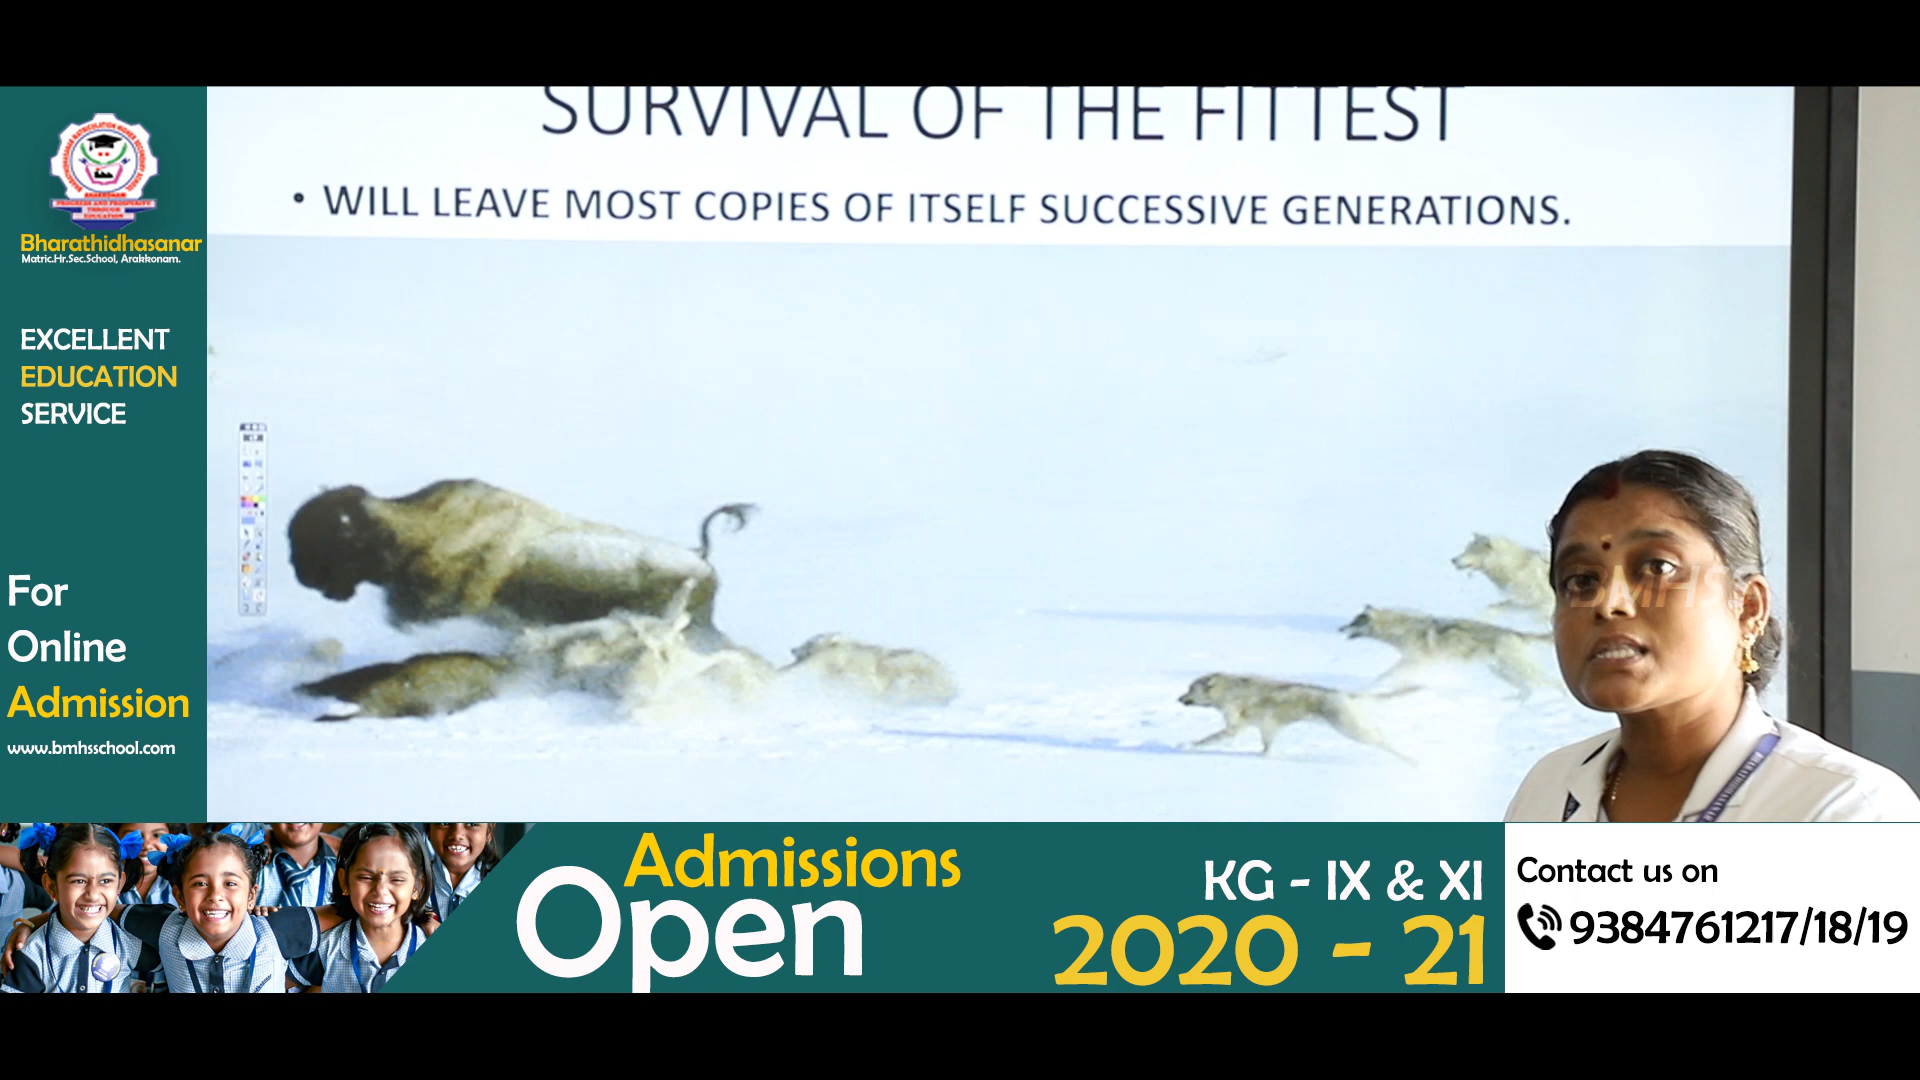 SURVIVAL OF THE FITTEST
• WILL LEAVE MOST COPIES OF ITSELF SUCCESSIVE GENERATIONS.
Bharathidhasanar
Matric.Hr.Sec.School, Arakkonam.
EXCELLENT
EDUCATION
SERVICE
For
Online
Admission
www.bmhsschool.com
BMHS
Admissions
Open
KG - IX & XI
2020 - 21
Contact us on
9384761217/18/19